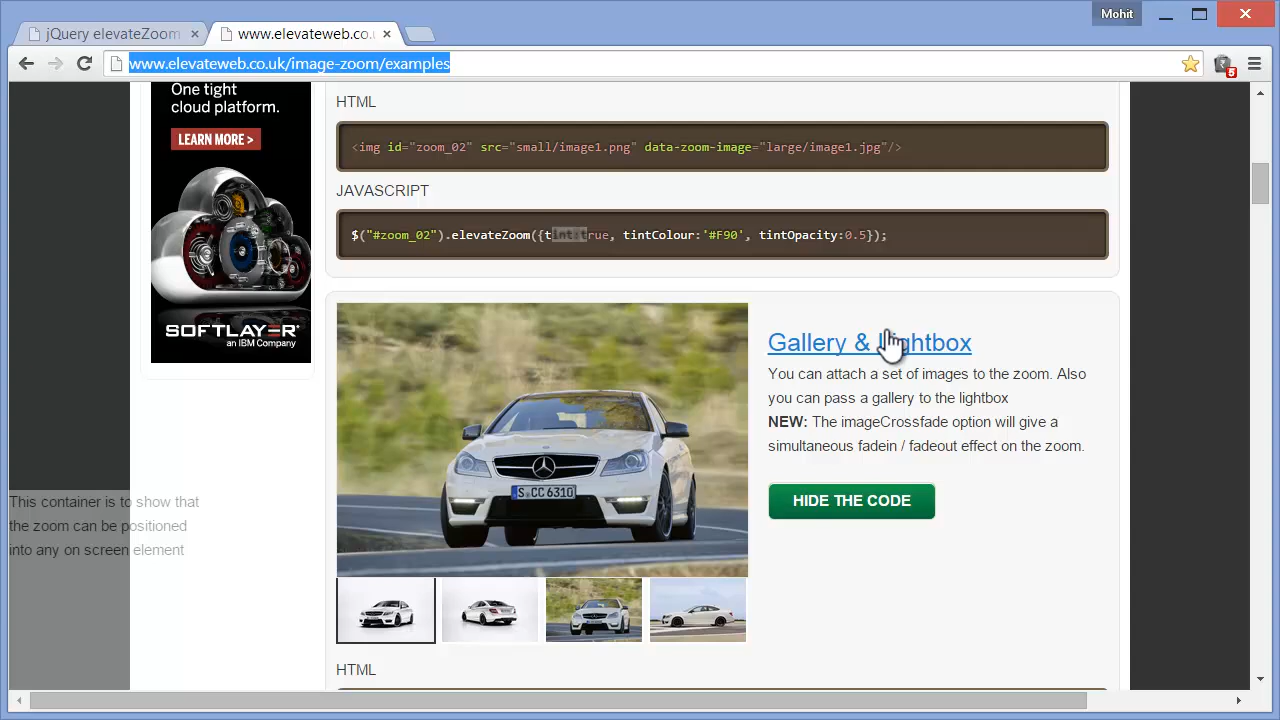 Mohit
jQuery elevateZoom
www.elevateweb.co.u
www.elevateweb.co.uk/image-zoom/examples
5
One tight
cloud platform.
LEARN MORE >
SOFTLAYER
an IBM Company
HTML
<img id="zoom_02" src="small/image1.png" data-zoom-image="large/image1.jpg"/>
JAVASCRIPT
$("#zoom_02").elevateZoom({tint:true, tintColour:'#F90', tintOpacity:0.5});
Gallery & Lightbox
You can attach a set of images to the zoom. Also
you can pass a gallery to the lightbox
NEW: The imageCrossfade option will give a
simultaneous fadein / fadeout effect on the zoom.
HIDE THE CODE
S CC 6310
This container is to show that
the zoom can be positioned
into any on screen element
HTML